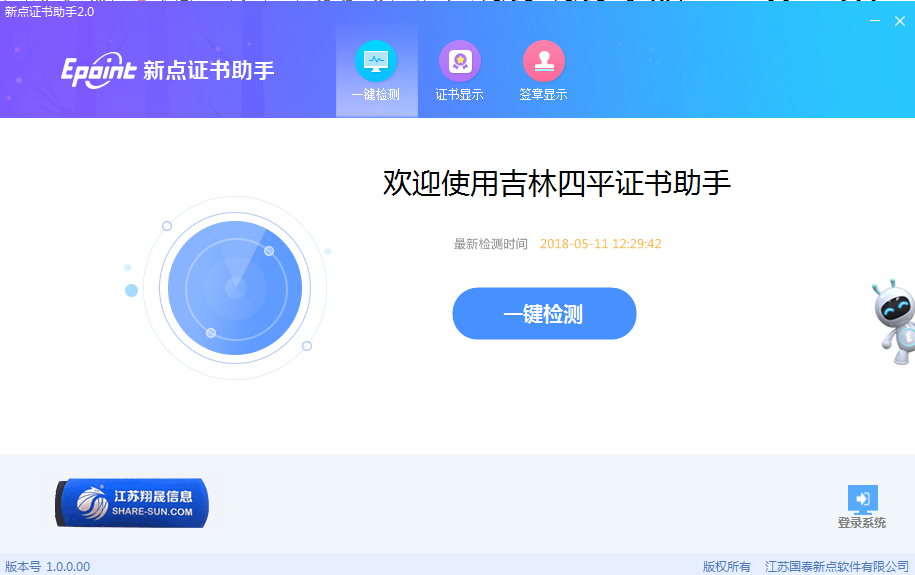 新点证书助手2.0
Epoint 新点证书助手
一键检测
证书显示
签章显示
欢迎使用吉林四平证书助手
最新检测时间 2018-05-11 12:29:42
一键检测
江苏翔晟信息
SHARE-SUN.COM
登录系统
版本号 1.0.0.00
版权所有 江苏国泰新点软件有限公司